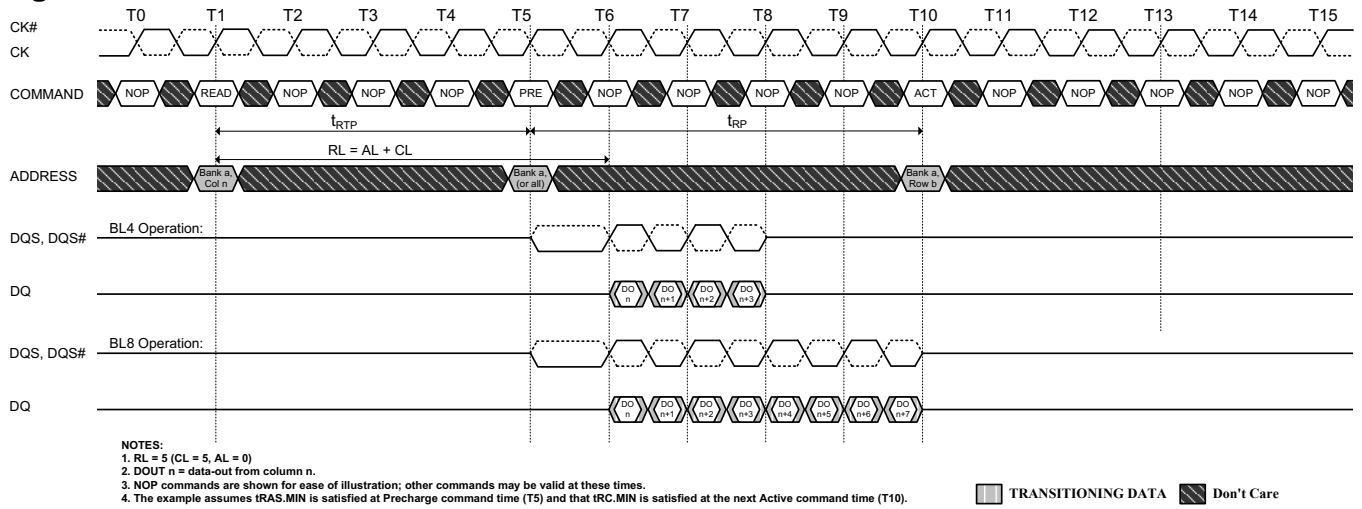 T0 T1 T2 T3 T4 T5 T6 T7 T8 T9 T10 T11 T12 T13 T14 T15
CK#
CK
COMMAND NOP READ NOP NOP NOP PRE NOP NOP NOP NOP ACT NOP NOP NOP NOP NOP
tRTP tRP
RL = AL + CL
ADDRESS Bank a, Col n Bank a, (or all) Bank a, Row b
BL4 Operation:
DQS, DQS#
DQ DO n DO n+1 DO n+2 DO n+3
BL8 Operation:
DQS, DQS#
DQ DO n DO n+1 DO n+2 DO n+3 DO n+4 DO n+5 DO n+6 DO n+7
NOTES:
1. RL = 5 (CL = 5, AL = 0)
2. DOUT n = data-out from column n.
3. NOP commands are shown for ease of illustration; other commands may be valid at these times.
4. The example assumes tRAS.MIN is satisfied at Precharge command time (T5) and that tRC.MIN is satisfied at the next Active command time (T10).
TRANSITIONING DATA Don't Care